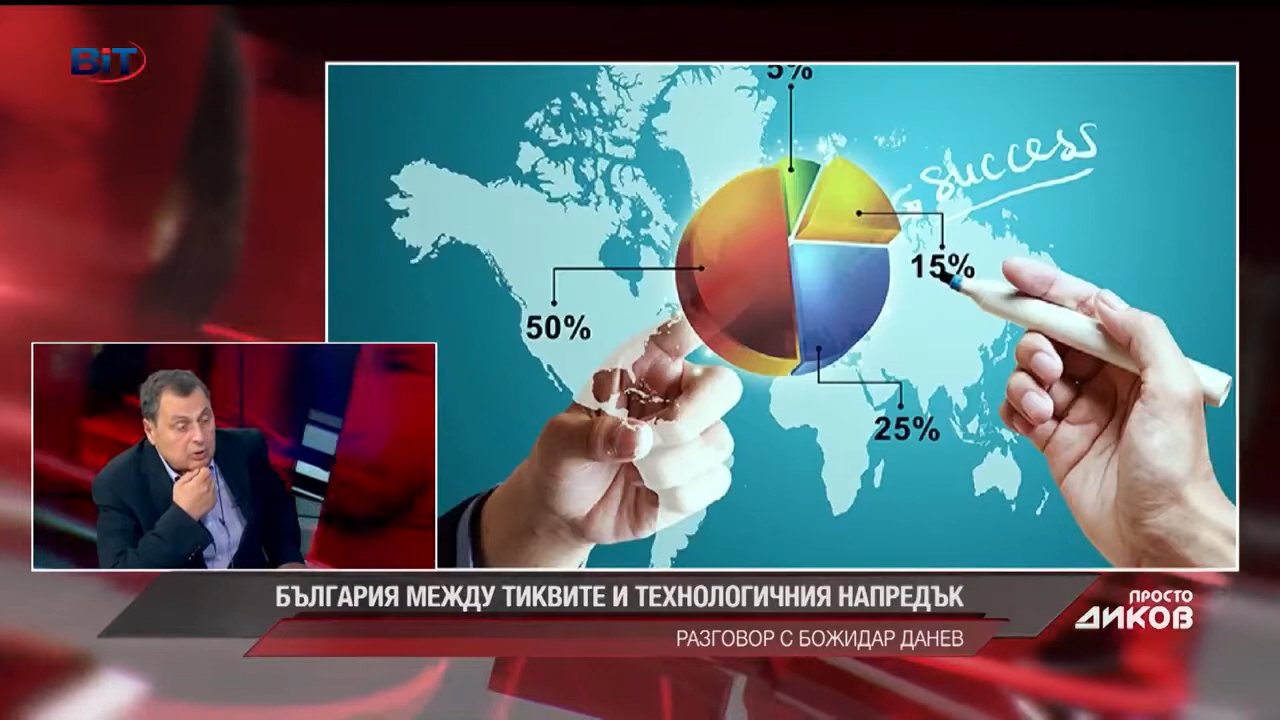 BiT
5%
success
15%
50%
25%
БЪЛГАРИЯ МЕЖДУ ТИКВИТЕ И ТЕХНОЛОГИЧНИЯ НАПРЕДЪК
РАЗГОВОР С БОЖИДАР ДАНЕВ
ПРОСТО
ДИКОВ